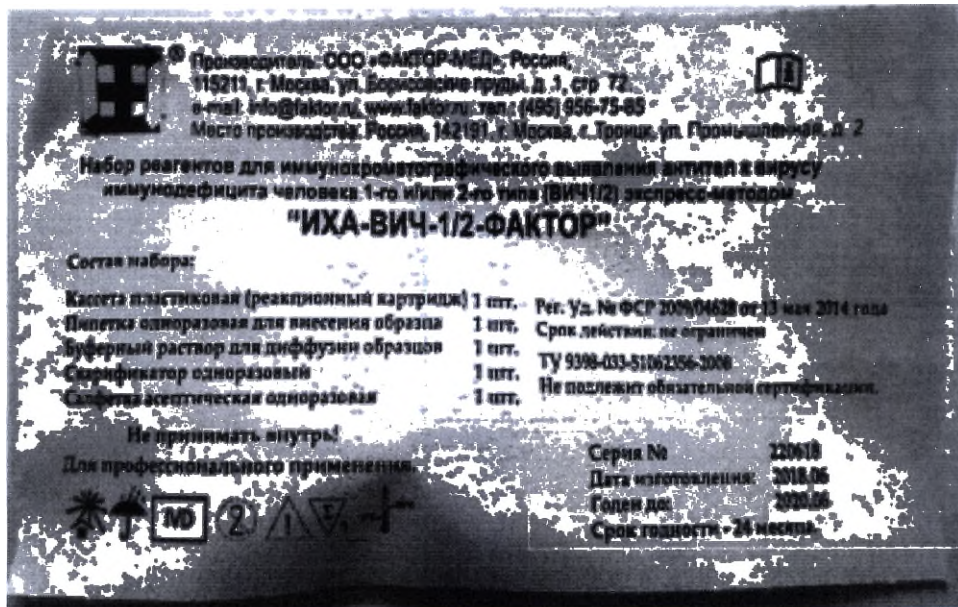 ®
Производитель: ООО «ФАКТОР-МЕД», Россия,
115211, г. Москва, ул. Борисовские пруды, д. 1, стр. 72.
e-mail: info@faktor.ru, www.faktor.ru тел.: (495) 956-75-85
Место производства: Россия, 142191, г. Москва, г. Троицк, ул. Промышленная, д. 2
Набор реагентов для иммунохроматографического выявления антител к вирусу
иммунодефицита человека 1-го и/или 2-го типа (ВИЧ1/2) экспресс-методом
"ИХА-ВИЧ-1/2-ФАКТОР"
Состав набора:
Кассета пластиковая (реакционный картридж) 1 шт.
Пипетка одноразовая для внесения образца 1 шт.
Буферный раствор для диффузии образцов 1 шт.
Скарификатор одноразовый 1 шт.
Салфетка асептическая одноразовая 1 шт.
Рег. Уд. № ФСР 2009/04628 от 13 мая 2014 года
Срок действия: не ограничен
ТУ 9398-033-51062356-2008
Не подлежит обязательной сертификации.
Не принимать внутрь!
Для профессионального применения.
IVD 2
Серия № 220618
Дата изготовления: 2018.06
Годен до: 2020.06
Срок годности - 24 месяца.